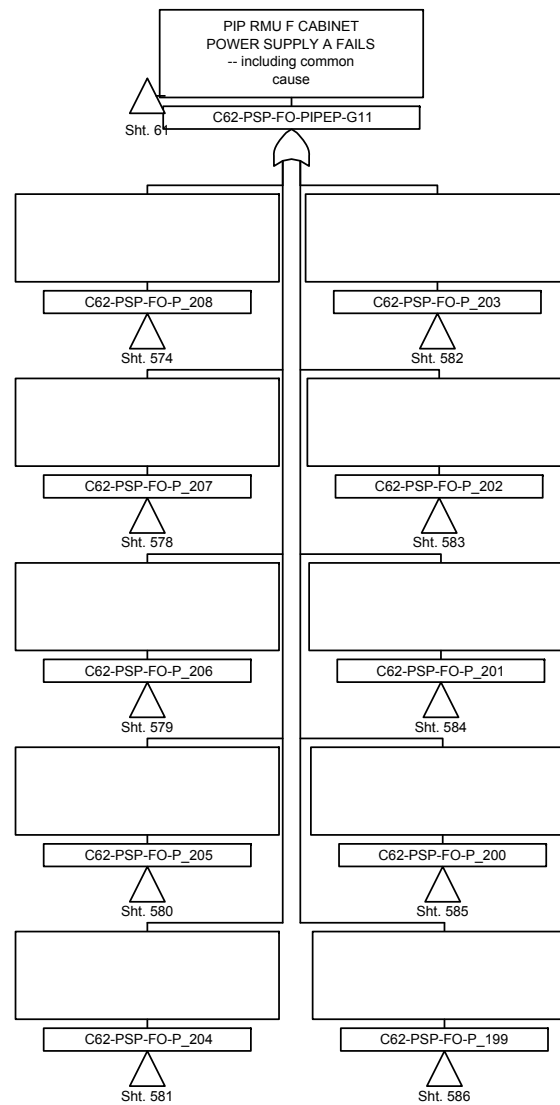 PIP RMU F CABINET
POWER SUPPLY A FAILS
-- including common
cause
Sht. 61
C62-PSP-FO-PIPEP-G11
C62-PSP-FO-P_208
Sht. 574
C62-PSP-FO-P_203
Sht. 582
C62-PSP-FO-P_207
Sht. 578
C62-PSP-FO-P_202
Sht. 583
C62-PSP-FO-P_206
Sht. 579
C62-PSP-FO-P_201
Sht. 584
C62-PSP-FO-P_205
Sht. 580
C62-PSP-FO-P_200
Sht. 585
C62-PSP-FO-P_204
Sht. 581
C62-PSP-FO-P_199
Sht. 586